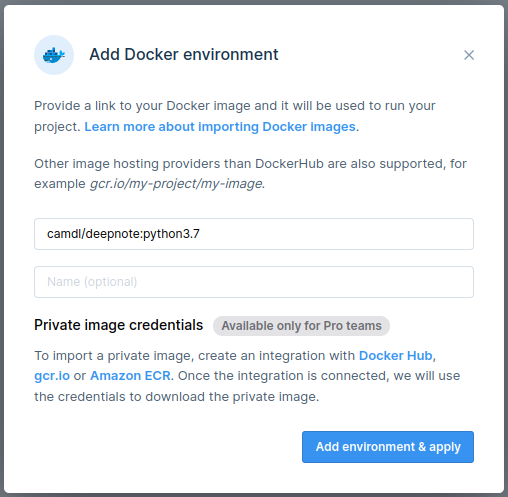 Add Docker environment
Provide a link to your Docker image and it will be used to run your
project. Learn more about importing Docker images.
Other image hosting providers than DockerHub are also supported, for
example gcr.io/my-project/my-image.
camdl/deepnote:python3.7
Name (optional)
Private image credentials Available only for Pro teams
To import a private image, create an integration with Docker Hub,
gcr.io or Amazon ECR. Once the integration is connected, we will use
the credentials to download the private image.
Add environment & apply